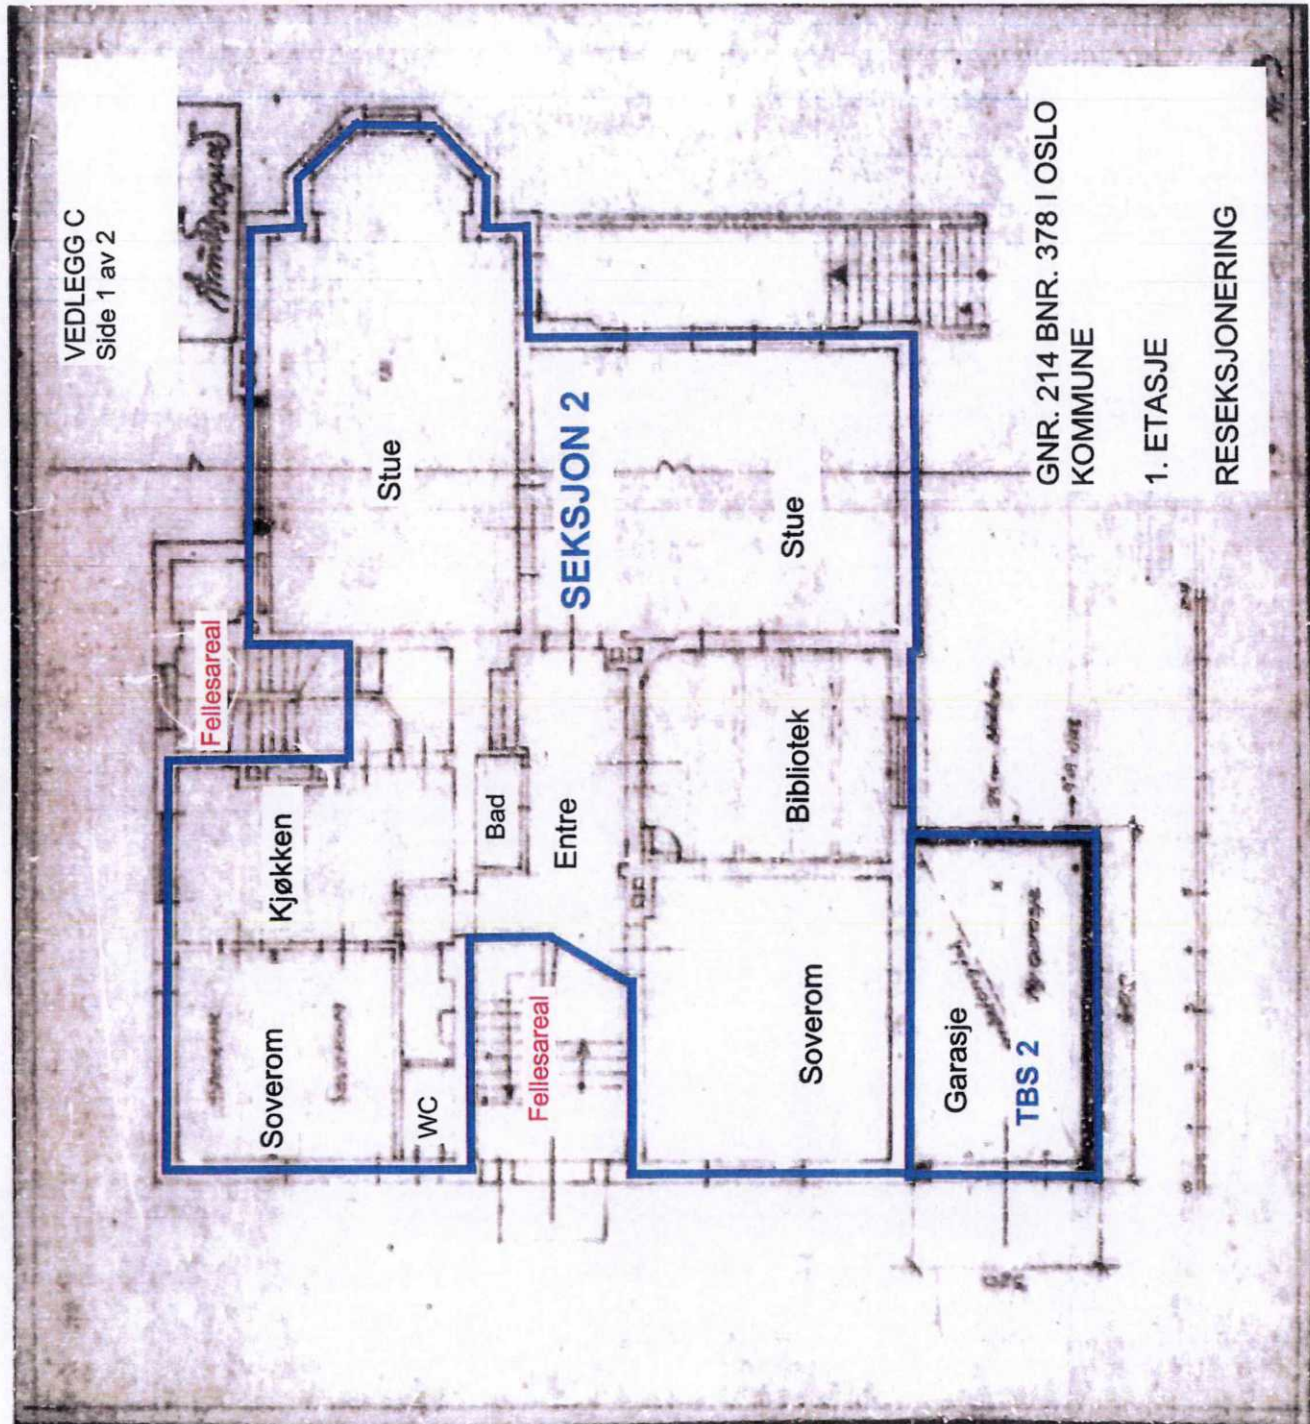 VEDLEGG C
Side 1 av 2
Fellesareal
Stue
Kjøkken
Soverom
SEKSJON 2
Bad
Entre
WC
Fellesareal
Stue
Bibliotek
Soverom
Garasje
TBS 2
GNR. 214 BNR. 378 I OSLO
KOMMUNE
1. ETASJE
RESEKSJONERING